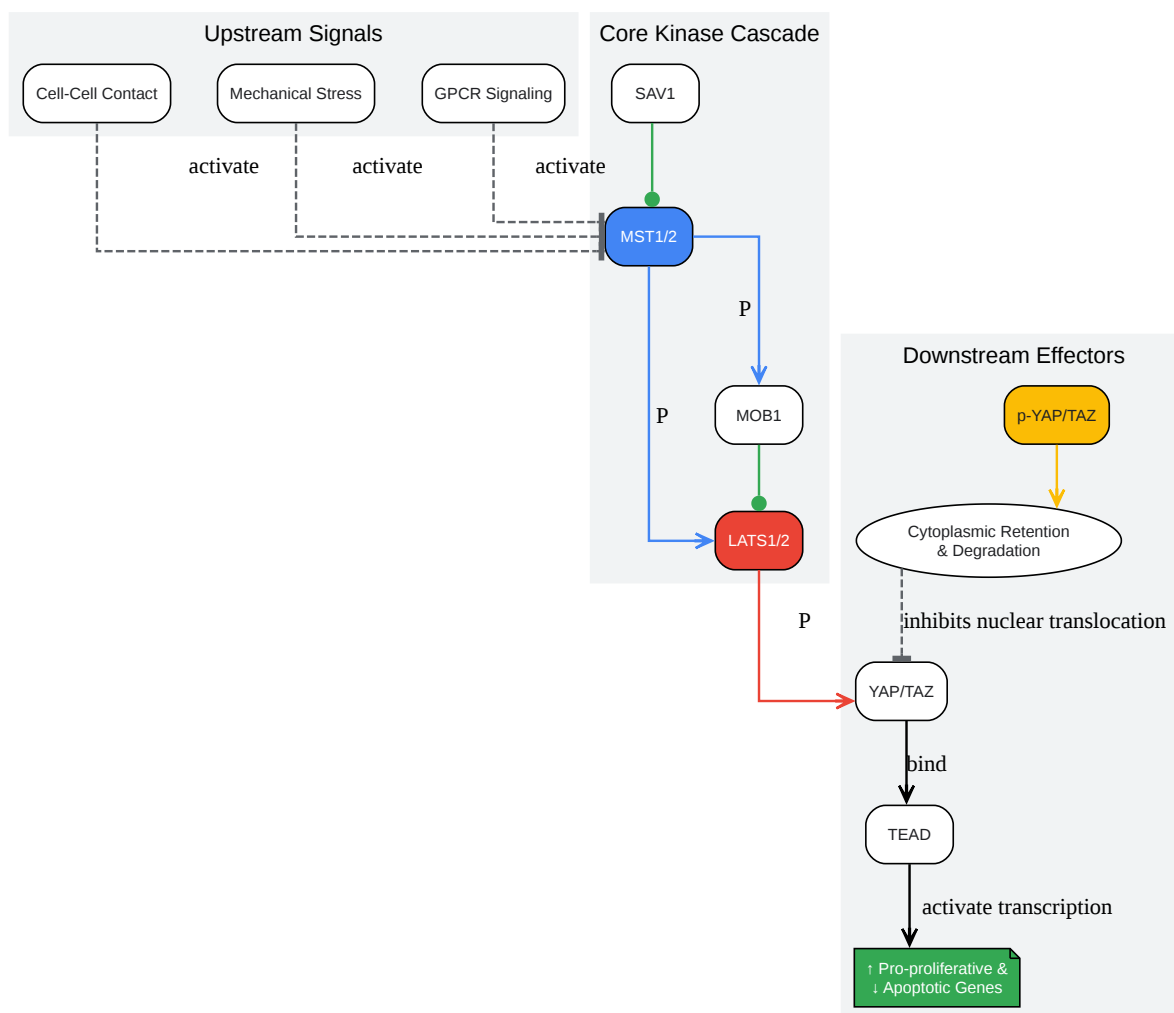 Upstream Signals
Core Kinase Cascade
Cell-Cell Contact
Mechanical Stress
GPCR Signaling
SAV1
activate
activate
activate
MST1/2
P
Downstream Effectors
P
MOB1
p-YAP/TAZ
LATS1/2
Cytoplasmic Retention
& Degradation
P
inhibits nuclear translocation
YAP/TAZ
bind
TEAD
activate transcription
↑ Pro-proliferative &
↓ Apoptotic Genes